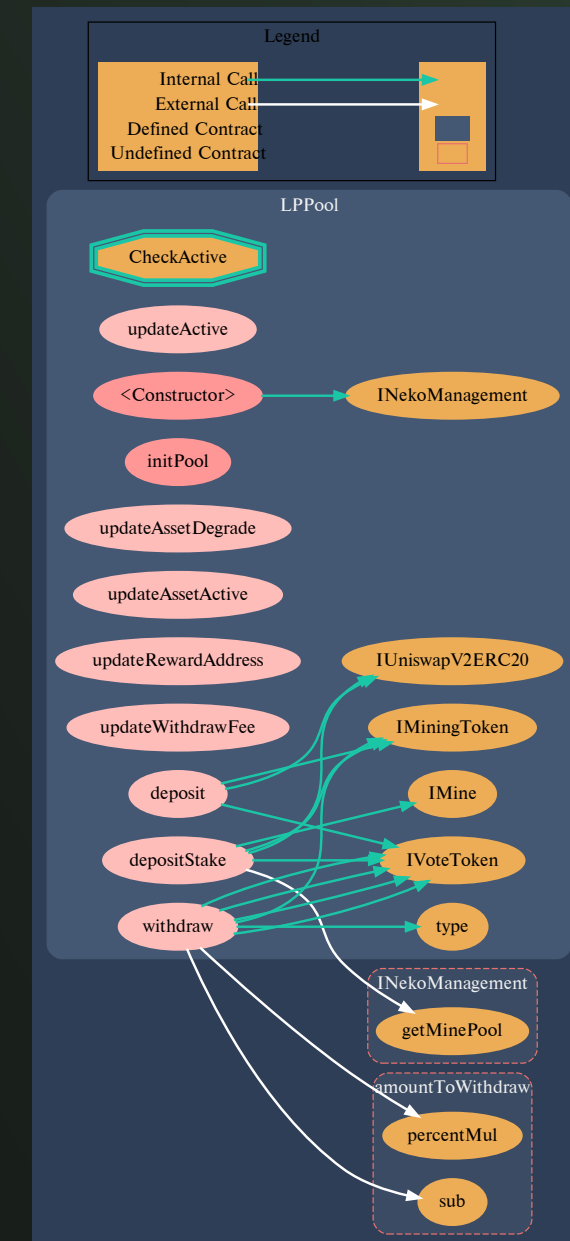 Legend
Internal Call
External Call
Defined Contract
Undefined Contract
LPPool
CheckActive
updateActive
<Constructor>
INekoManagement
initPool
updateAssetDegrade
updateAssetActive
updateRewardAddress
IUniswapV2ERC20
updateWithdrawFee
IMiningToken
deposit
IMine
depositStake
IVoteToken
withdraw
type
INekoManagement
getMinePool
amountToWithdraw
percentMul
sub